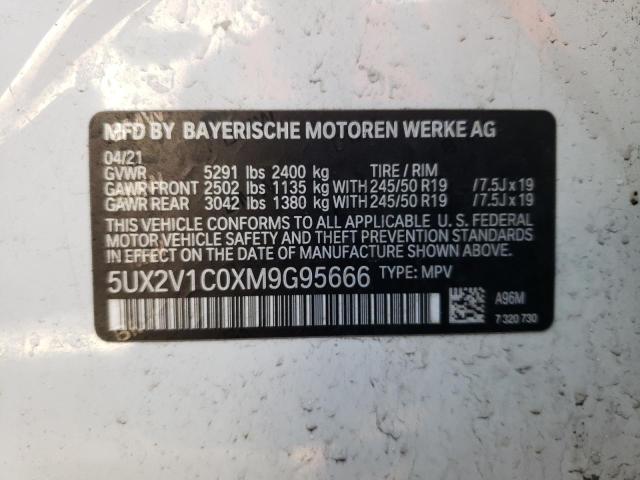 MFD BY BAYERISCHE MOTOREN WERKE AG
04/21
GVWR 5291 lbs 2400 kg TIRE / RIM
GAWR FRONT 2502 lbs 1135 kg WITH 245/50 R19 /7.5J x 19
GAWR REAR 3042 lbs 1380 kg WITH 245/50 R19 /7.5J x 19
THIS VEHICLE CONFORMS TO ALL APPLICABLE U. S. FEDERAL
MOTOR VEHICLE SAFETY AND THEFT PREVENTION STANDARDS
IN EFFECT ON THE DATE OF MANUFACTURE SHOWN ABOVE.
5UX2V1C0XM9G95666 TYPE: MPV
A96M
7 320 730